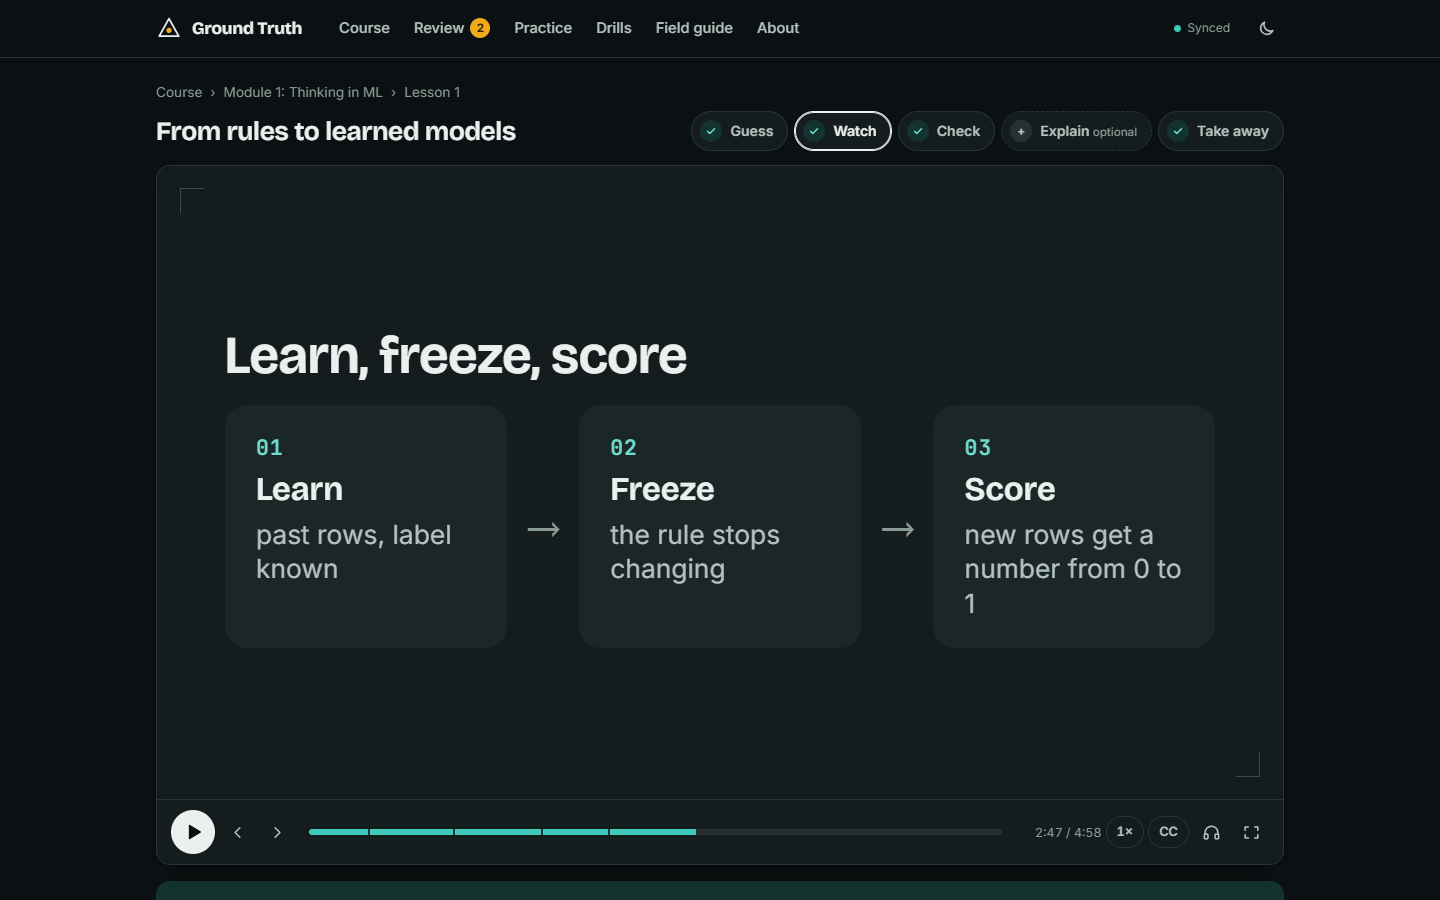 Ground Truth Course Review 2 Practice Drills Field guide About Synced
Course › Module 1: Thinking in ML › Lesson 1
From rules to learned models Guess Watch Check + Explain optional Take away
Learn, freeze, score
01 02 03
Learn → Freeze → Score
past rows, label the rule stops new rows get a
known changing number from 0 to
1
2:47 / 4:58 1× CC